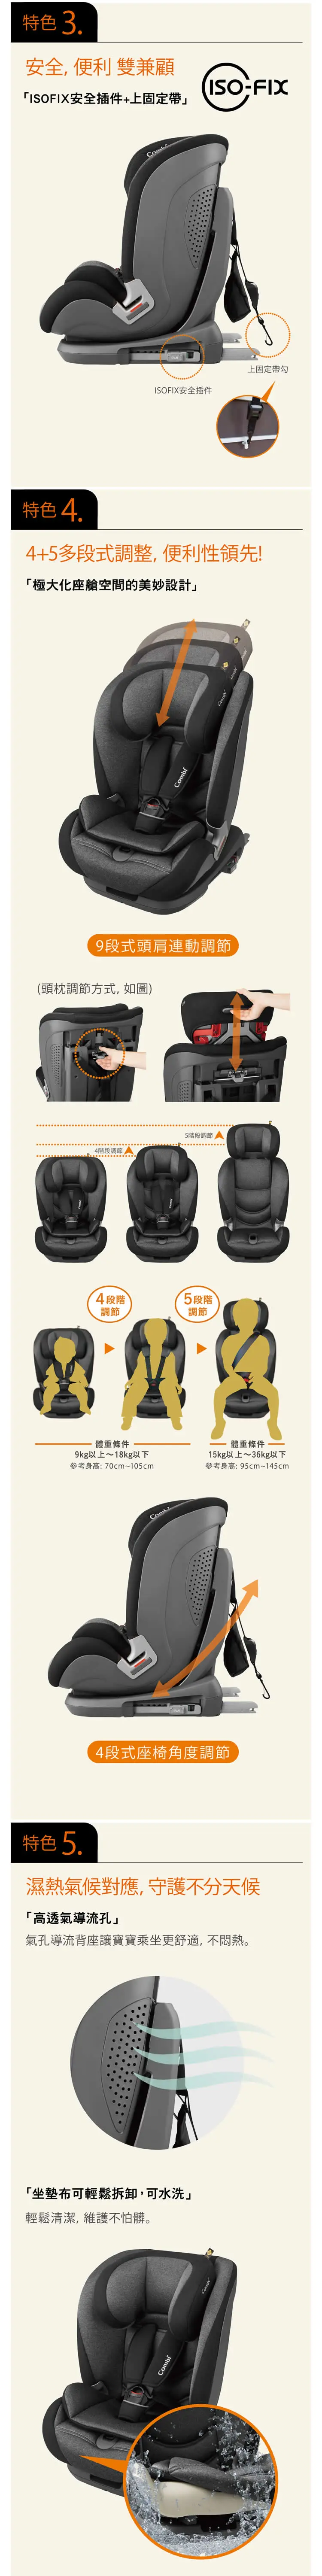 特色 3.
安全, 便利 雙兼顧
「ISOFIX安全插件+上固定帶」
ISO-FIX
Combi
上固定帶勾
ISOFIX安全插件
特色 4.
4+5多段式調整, 便利性領先!
「極大化座艙空間的美妙設計」
Combi
9段式頭肩連動調節
(頭枕調節方式, 如圖)
5階段調節
4階段調節
4段階
調節
5段階
調節
體重條件
9kg以上～18kg以下
參考身高: 70cm~105cm
體重條件
15kg以上～36kg以下
參考身高: 95cm~145cm
Combi
4段式座椅角度調節
特色 5.
濕熱氣候對應, 守護不分天候
「高透氣導流孔」
氣孔導流背座讓寶寶乘坐更舒適, 不悶熱。
「坐墊布可輕鬆拆卸，可水洗」
輕鬆清潔, 維護不怕髒。
Combi